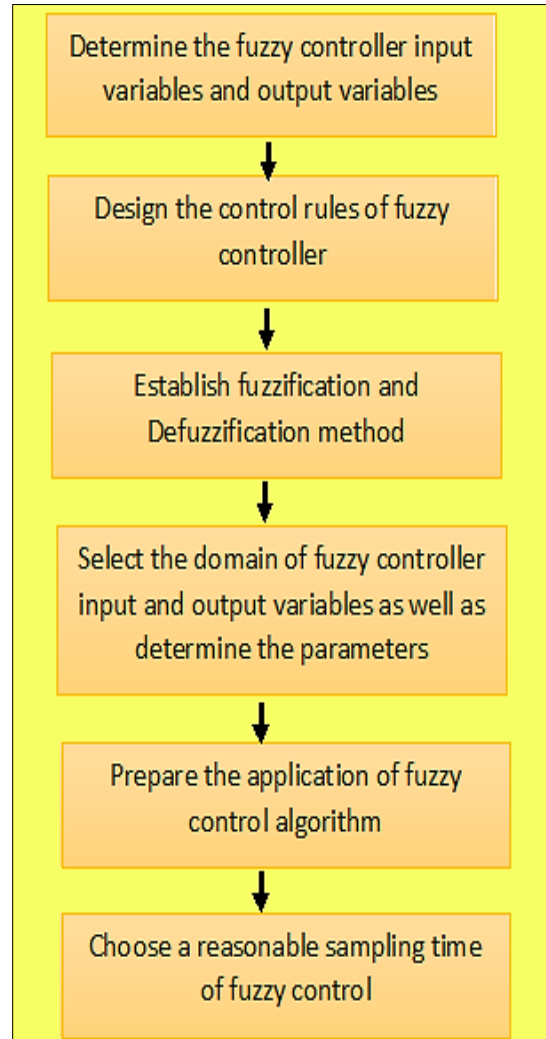 Determine the fuzzy controller input
variables and output variables
Design the control rules of fuzzy
controller
Establish fuzzification and
Defuzzification method
Select the domain of fuzzy controller
input and output variables as well as
determine the parameters
Prepare the application of fuzzy
control algorithm
Choose a reasonable sampling time
of fuzzy control